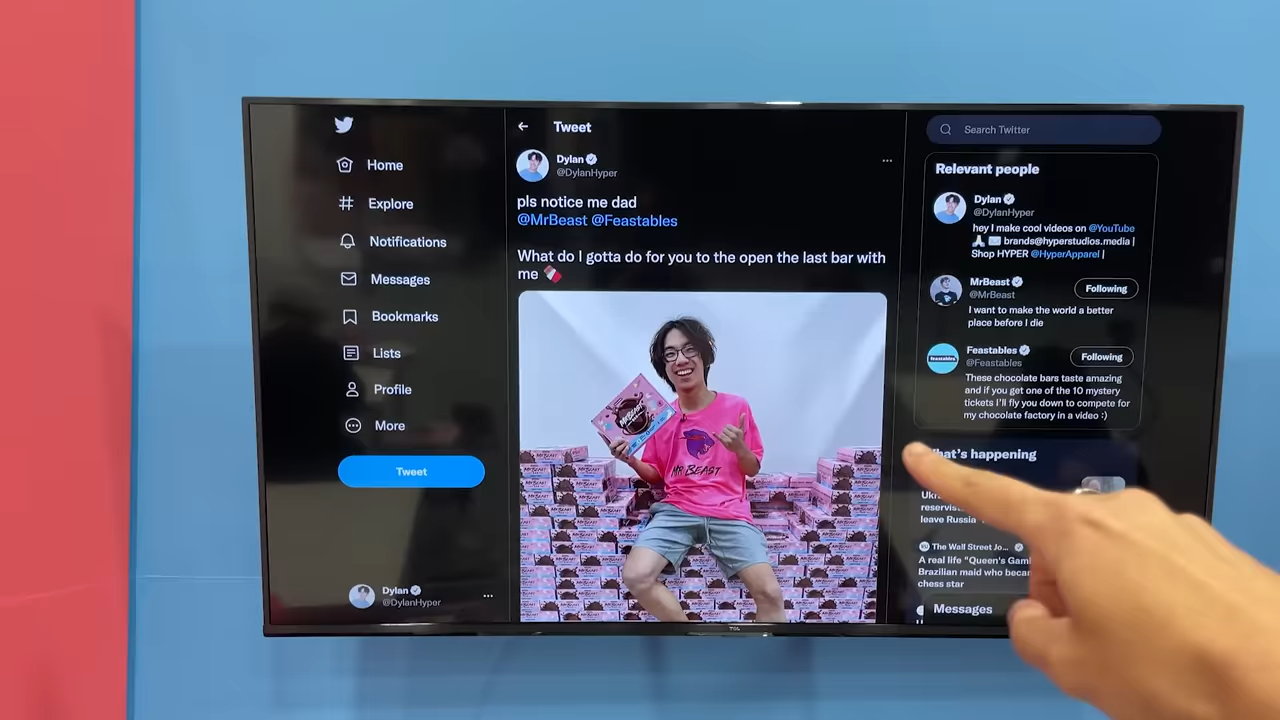 Home
Explore
Notifications
Messages
Bookmarks
Lists
Profile
More
Tweet
Dylan
@DylanHyper
Tweet
Dylan
@DylanHyper
pls notice me dad
@MrBeast @Feastables
What do I gotta do for you to the open the last bar with
me
MR BEAST
Search Twitter
Relevant people
Dylan
@DylanHyper
hey I make cool videos on @YouTube
brands@hyperstudios.media |
Shop HYPER @HyperApparel |
MrBeast
@MrBeast
Following
I want to make the world a better
place before I die
feastables
Feastables
@Feastables
Following
These chocolate bars taste amazing
and if you get one of the 10 mystery
tickets I'll fly you down to compete for
my chocolate factory in a video :)
happening
leave Russia
The Wall Street Jo...
A real life "Queen's
Brazilian maid who
chess star
Messages
TCL